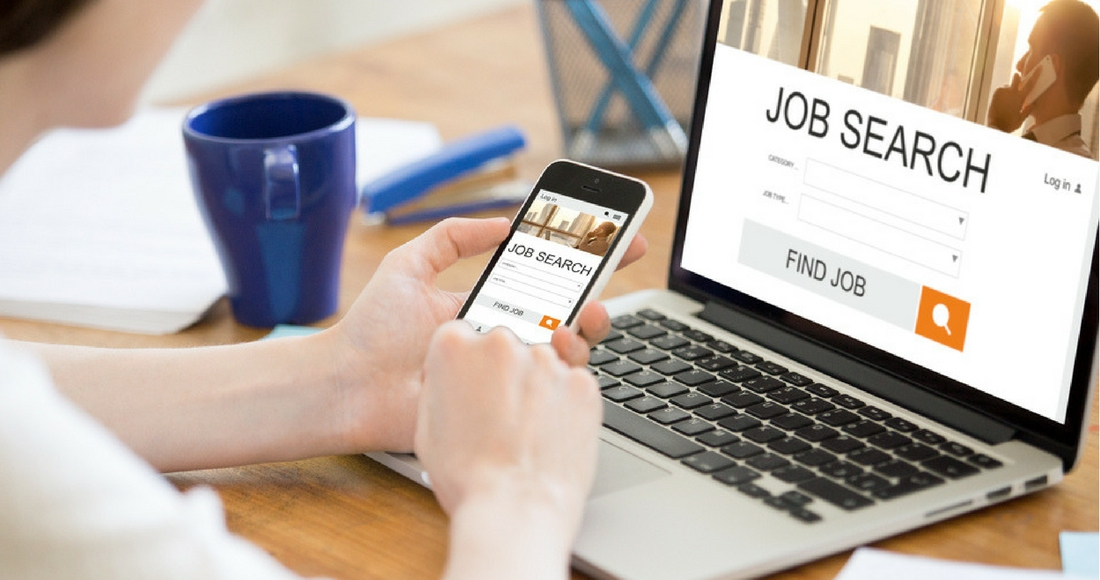 JOB SEARCH
Log in
CATEGORY...
JOB TYPE...
FIND JOB
Log in
JOB SEARCH
FIND JOB